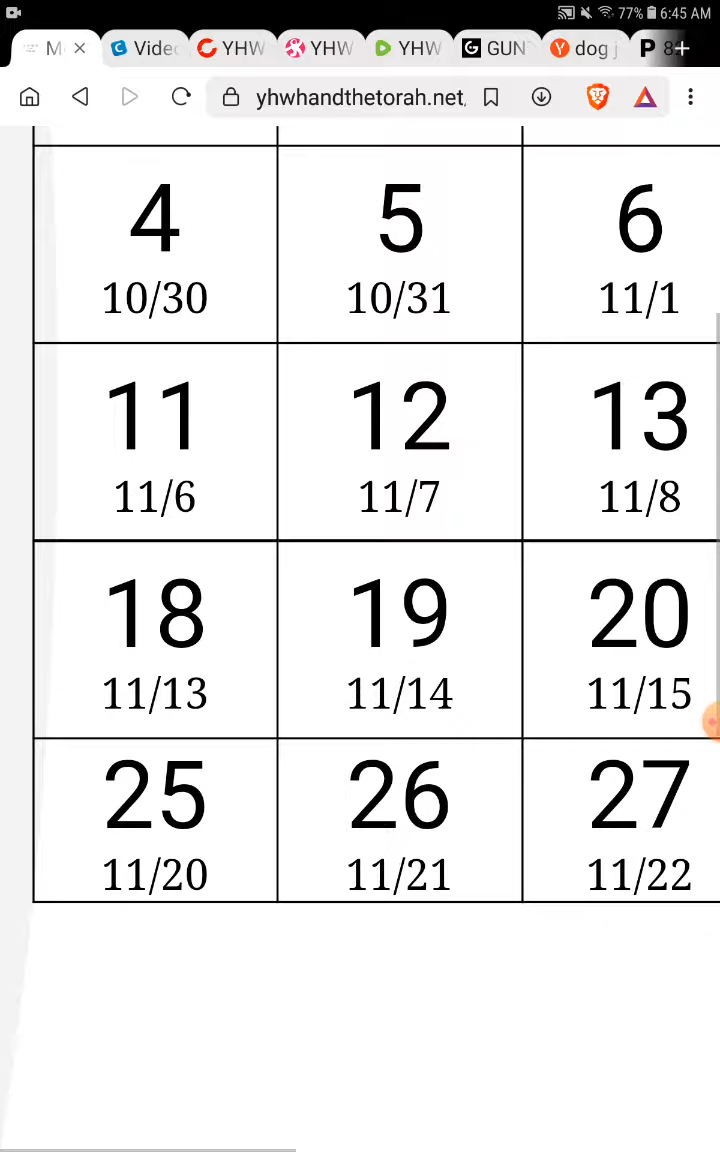 77% 6:45 AM
M Vide YHW YHW YHW GUN dog j P 8+
yhwhandthetorah.net,
4 5 6
10/30 10/31 11/1
11 12 13
11/6 11/7 11/8
18 19 20
11/13 11/14 11/15
25 26 27
11/20 11/21 11/22